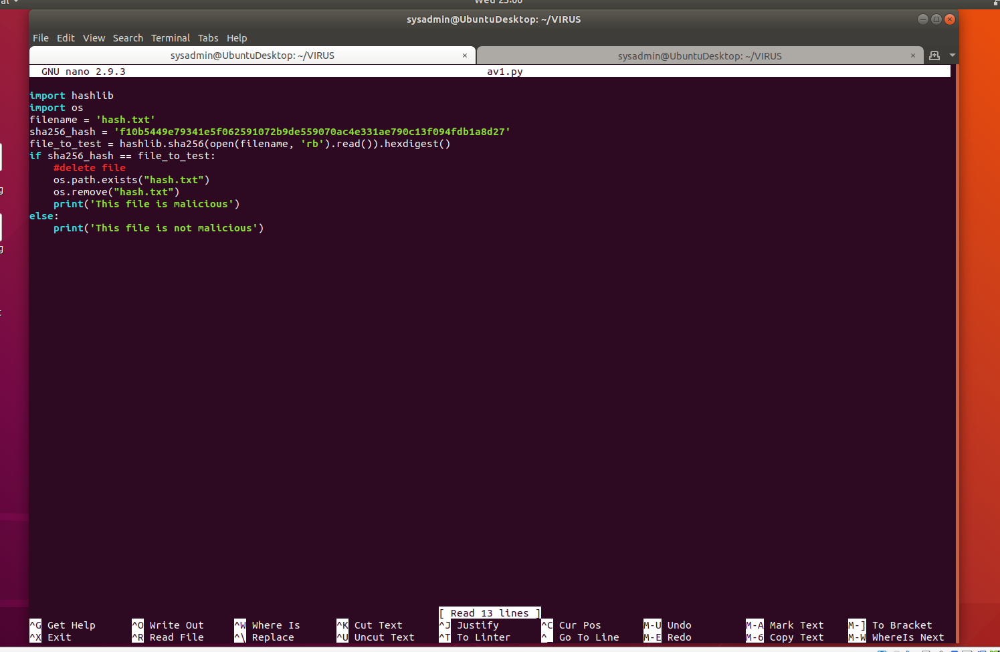 al
Wed 23:00
sysadmin@UbuntuDesktop: ~/VIRUS
File Edit View Search Terminal Tabs Help
sysadmin@UbuntuDesktop: ~/VIRUS × sysadmin@UbuntuDesktop: ~/VIRUS ×
GNU nano 2.9.3 av1.py
import hashlib
import os
filename = 'hash.txt'
sha256_hash = 'f10b5449e79341e5f062591072b9de559070ac4e331ae790c13f094fdb1a8d27'
file_to_test = hashlib.sha256(open(filename, 'rb').read()).hexdigest()
if sha256_hash == file_to_test:
    #delete file
    os.path.exists("hash.txt")
    os.remove("hash.txt")
    print('This file is malicious')
else:
    print('This file is not malicious')
g
g
t
[ Read 13 lines ]
^G Get Help ^O Write Out ^W Where Is ^K Cut Text ^J Justify ^C Cur Pos M-U Undo M-A Mark Text M-] To Bracket
^X Exit ^R Read File ^\ Replace ^U Uncut Text ^T To Linter ^_ Go To Line M-E Redo M-6 Copy Text M-W WhereIs Next